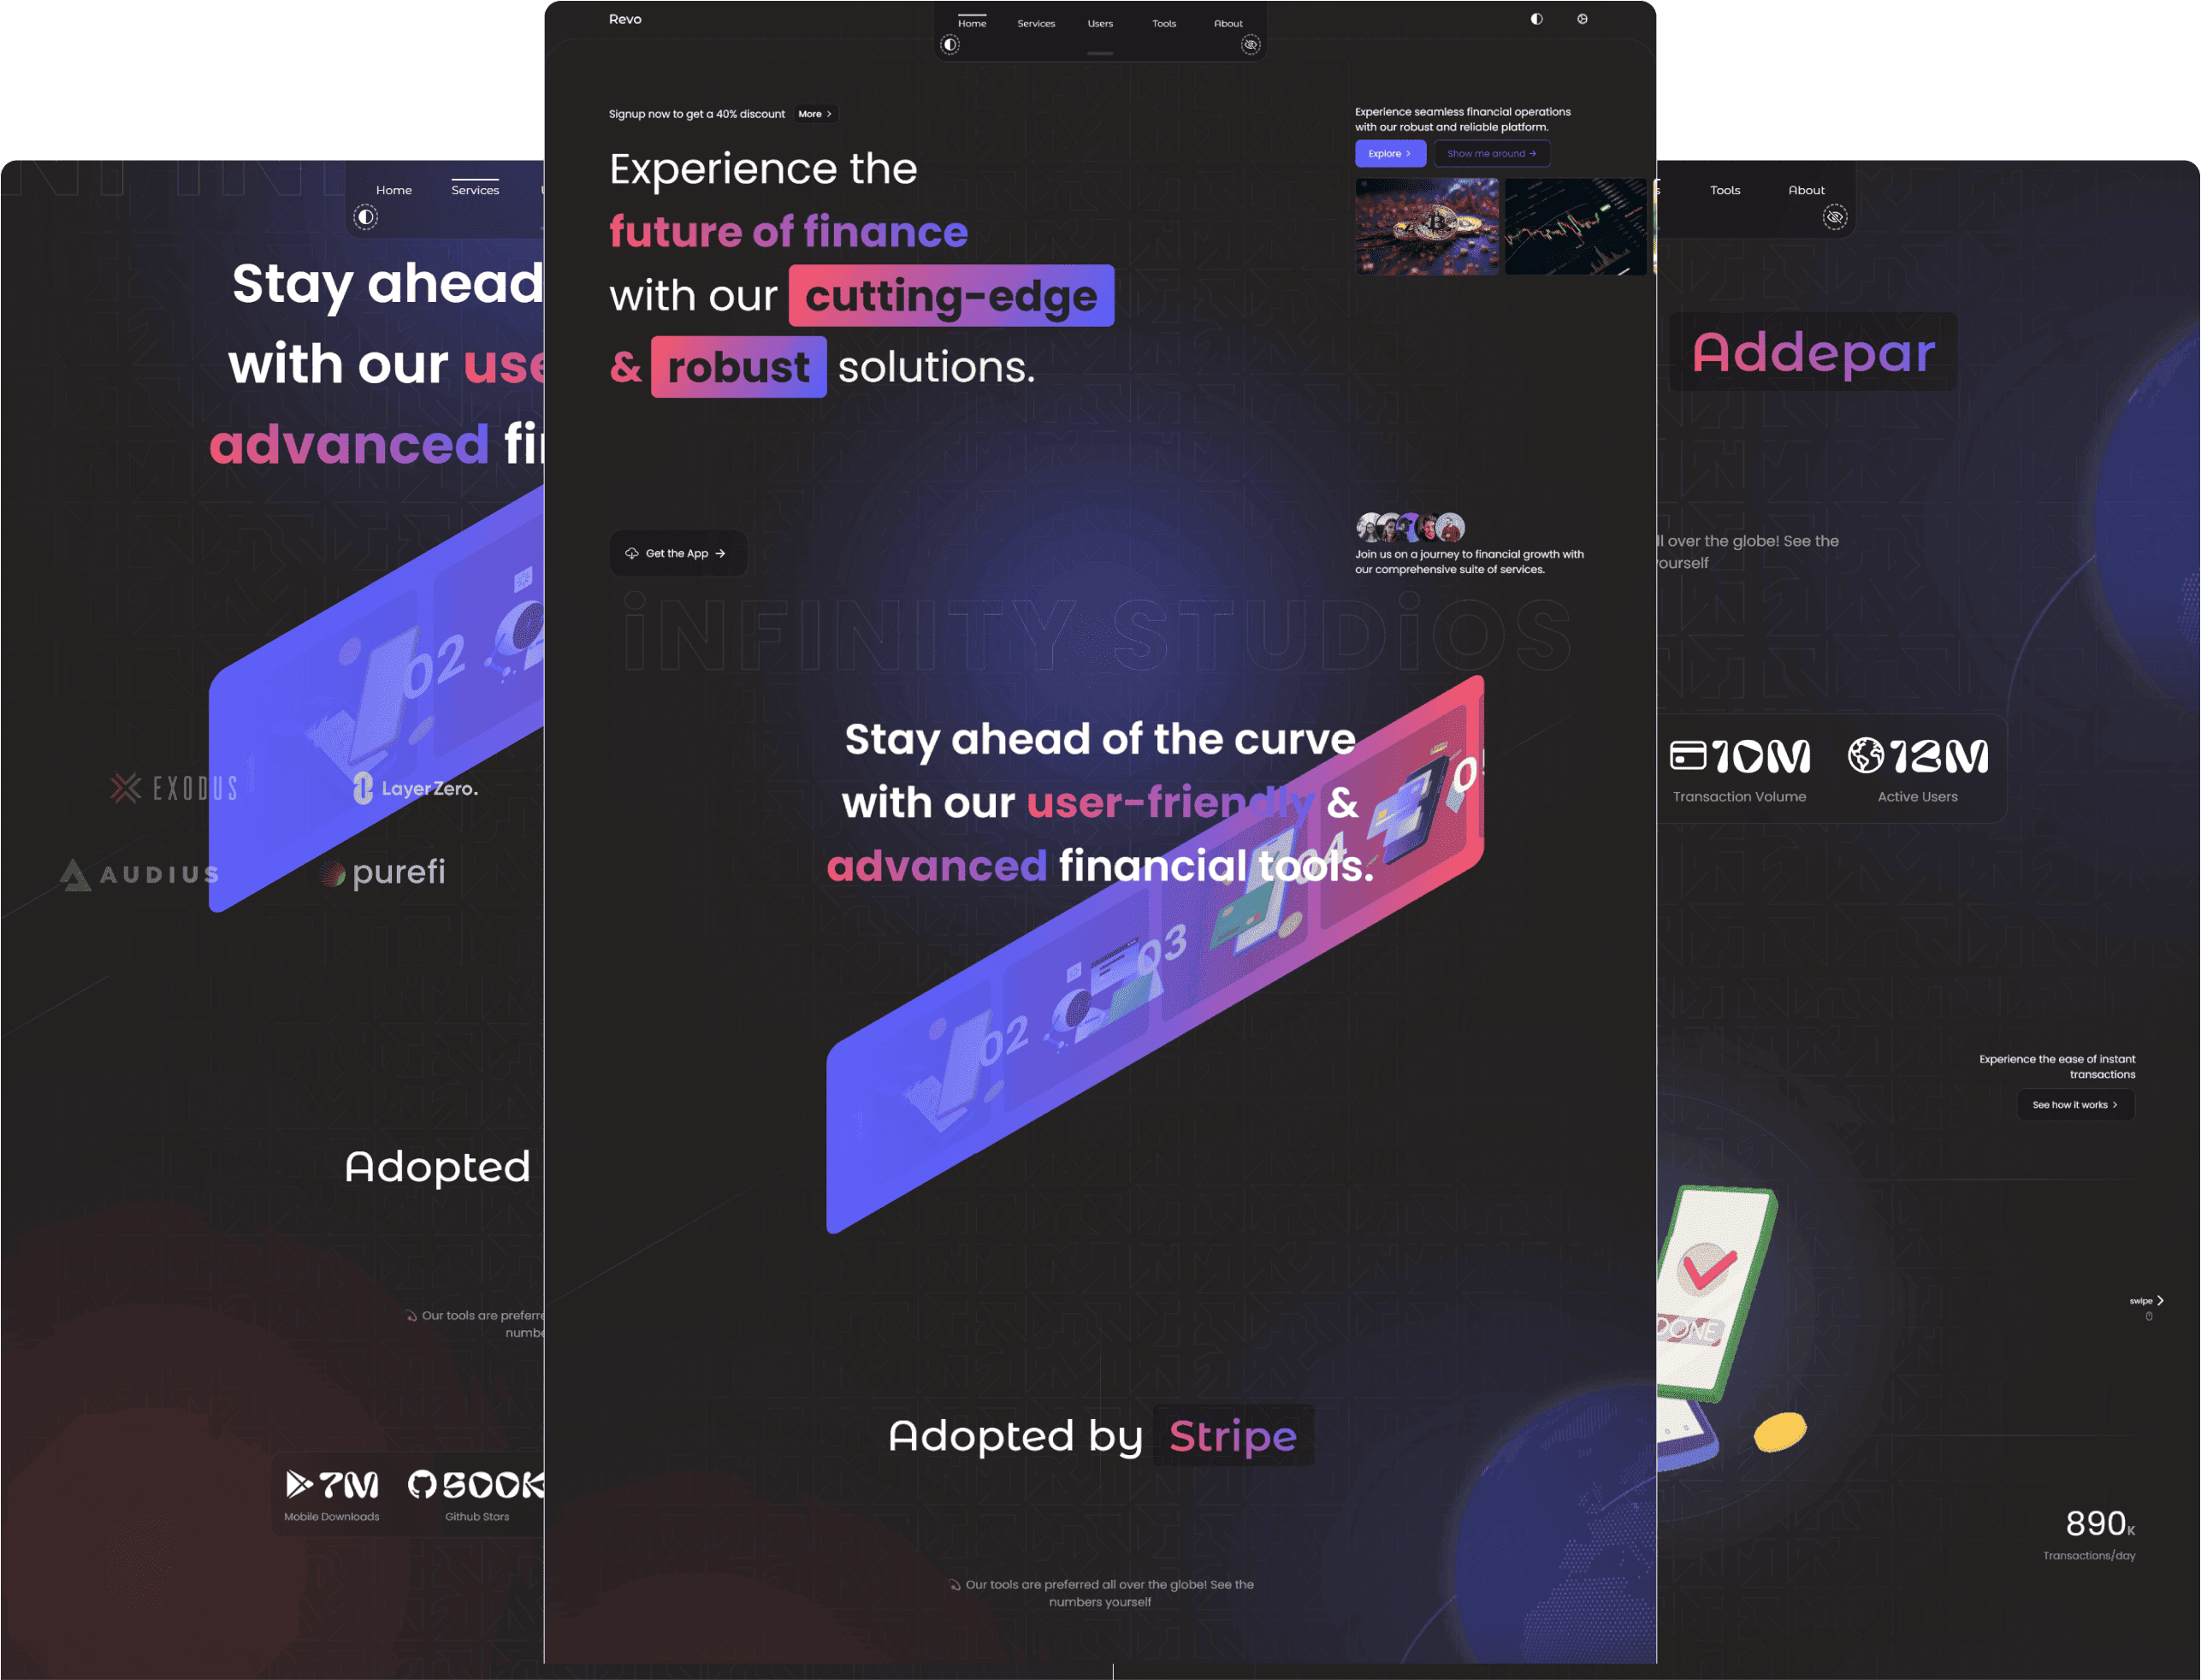 Revo
Home
Services
Users
Tools
About
Signup now to get a 40% discount
More
Experience the
future of finance
with our cutting-edge
& robust solutions.
Experience seamless financial operations
with our robust and reliable platform.
Explore
Show me around
Get the App
Join us on a journey to financial growth with
our comprehensive suite of services.
iNFINITY STUDiOS
Stay ahead of the curve
with our user-friendly &
advanced financial tools.
02
03
04
Adopted by Stripe
Our tools are preferred all over the globe! See the
numbers yourself
Home
Services
Stay ahead
with our use
advanced fin
02
EXODUS
LayerZero.
AUDIUS
purefi
Adopted
Our tools are preferre
numbe
7M
Mobile Downloads
500K
Github Stars
Tools
About
Addepar
ll over the globe! See the
ourself
10M
Transaction Volume
12M
Active Users
Experience the ease of instant
transactions
See how it works
DONE
swipe
890K
Transactions/day